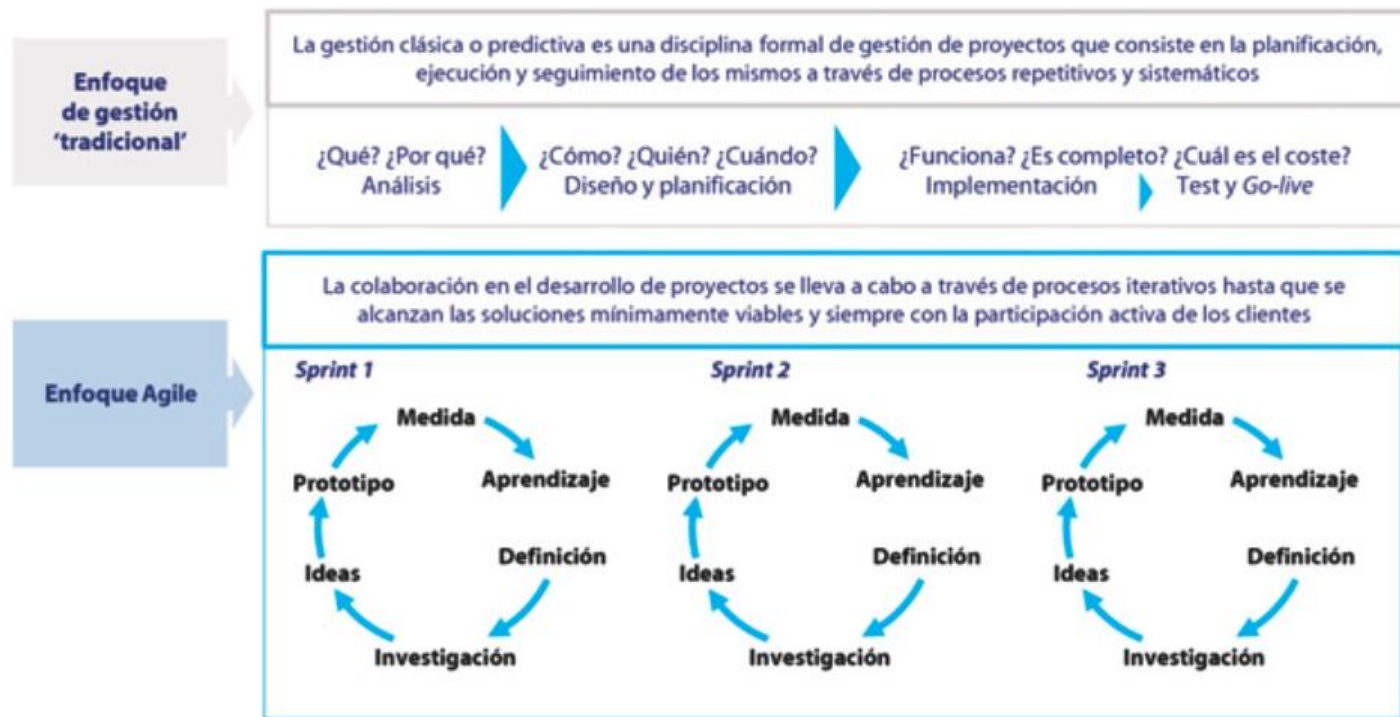 Enfoque
de gestión
‘tradicional’
La gestión clásica o predictiva es una disciplina formal de gestión de proyectos que consiste en la planificación,
ejecución y seguimiento de los mismos a través de procesos repetitivos y sistemáticos
¿Qué? ¿Por qué?
Análisis
¿Cómo? ¿Quién? ¿Cuándo?
Diseño y planificación
¿Funciona? ¿Es completo? ¿Cuál es el coste?
Implementación
Test y Go-live
Enfoque Agile
La colaboración en el desarrollo de proyectos se lleva a cabo a través de procesos iterativos hasta que se
alcanzan las soluciones mínimamente viables y siempre con la participación activa de los clientes
Sprint 1
Medida
Prototipo
Aprendizaje
Ideas
Definición
Investigación
Sprint 2
Medida
Prototipo
Aprendizaje
Ideas
Definición
Investigación
Sprint 3
Medida
Prototipo
Aprendizaje
Ideas
Definición
Investigación